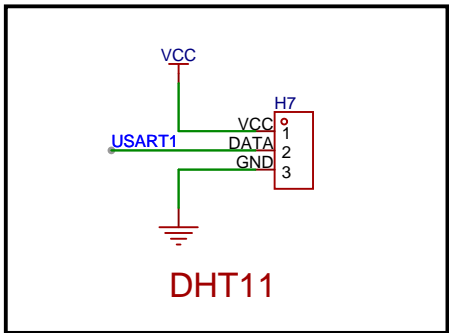 VCC
H7
VCC 1
USART1 DATA 2
GND 3
DHT11